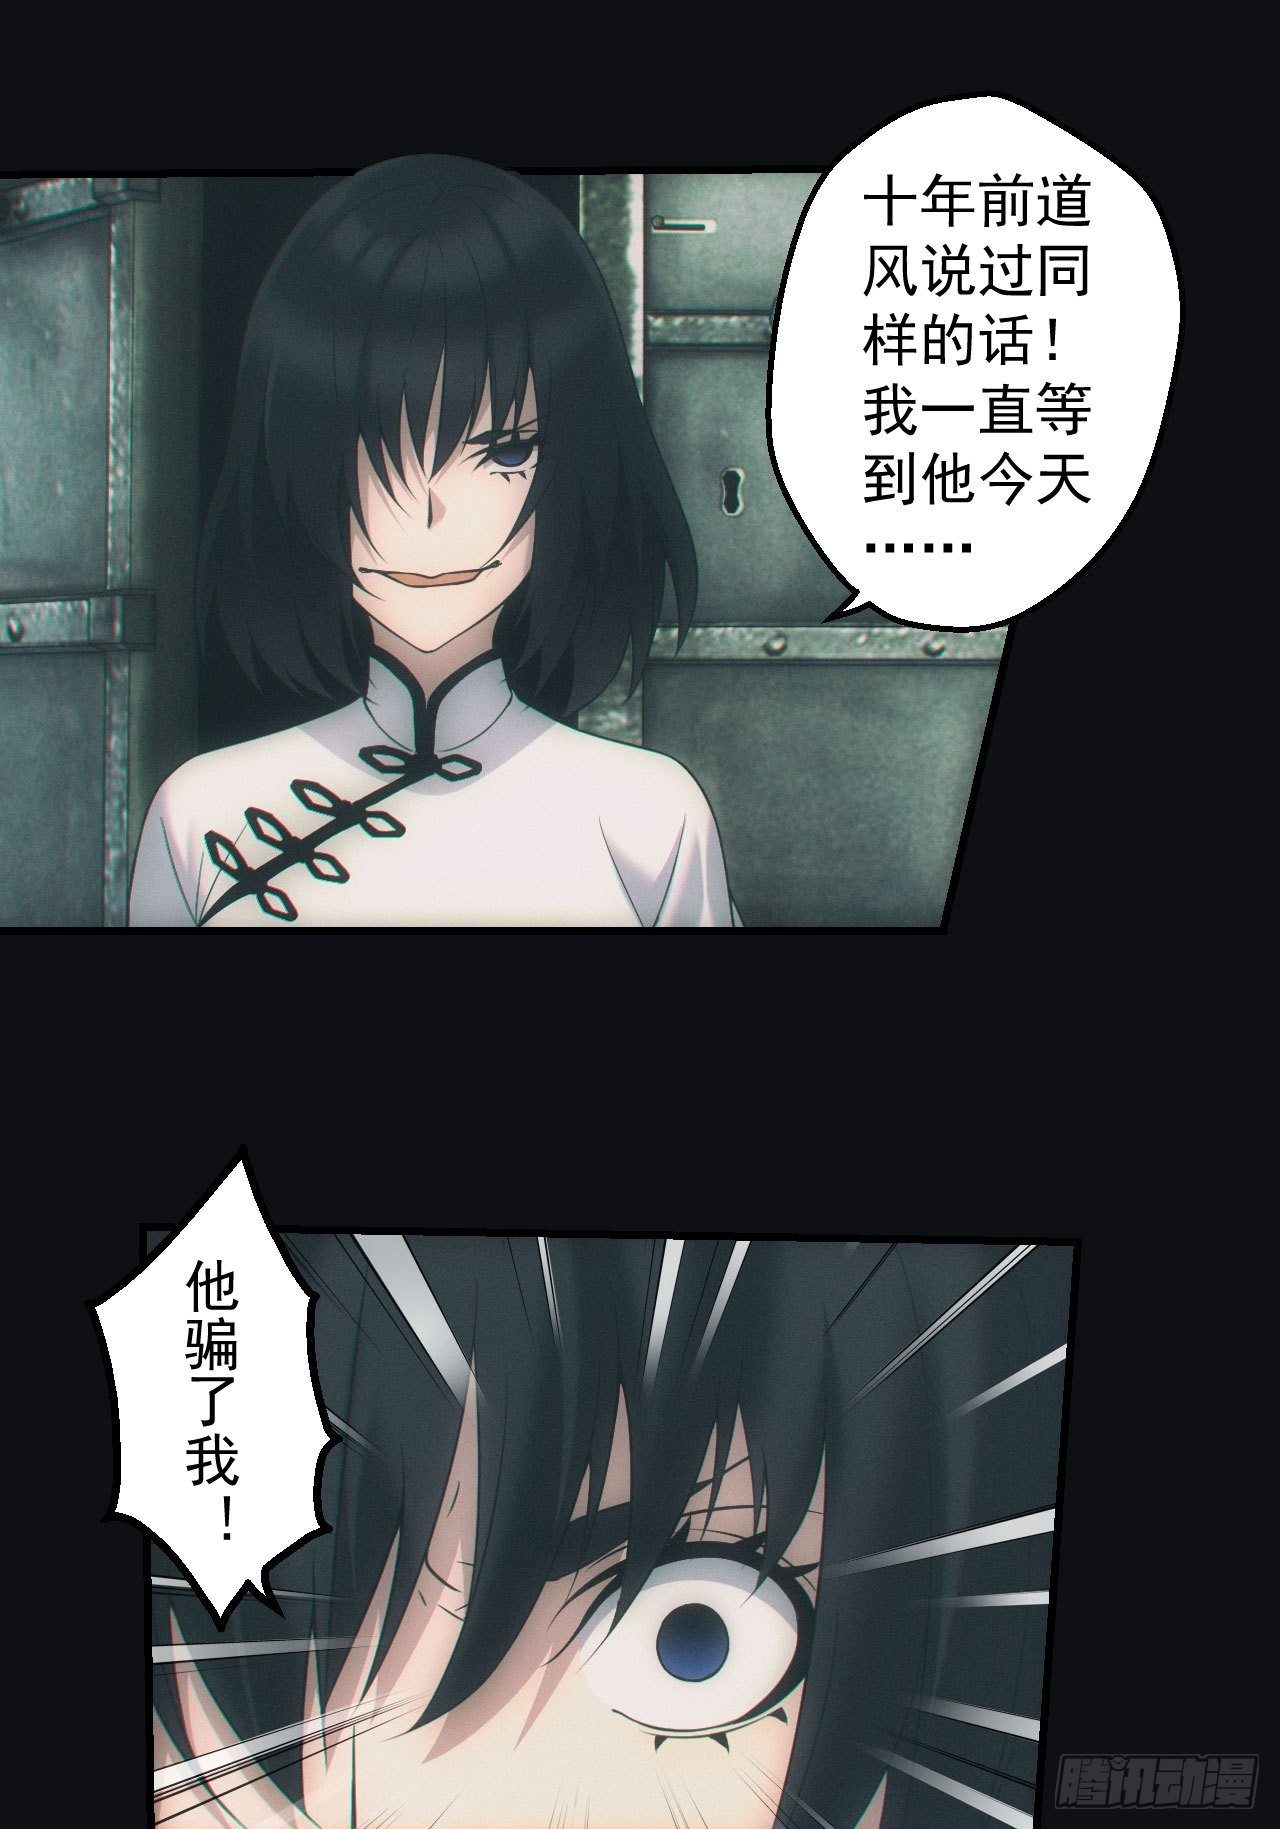 十年前道
风说过同
样的话！
我一直等
到他今天
……
他骗了我！
腾讯动漫